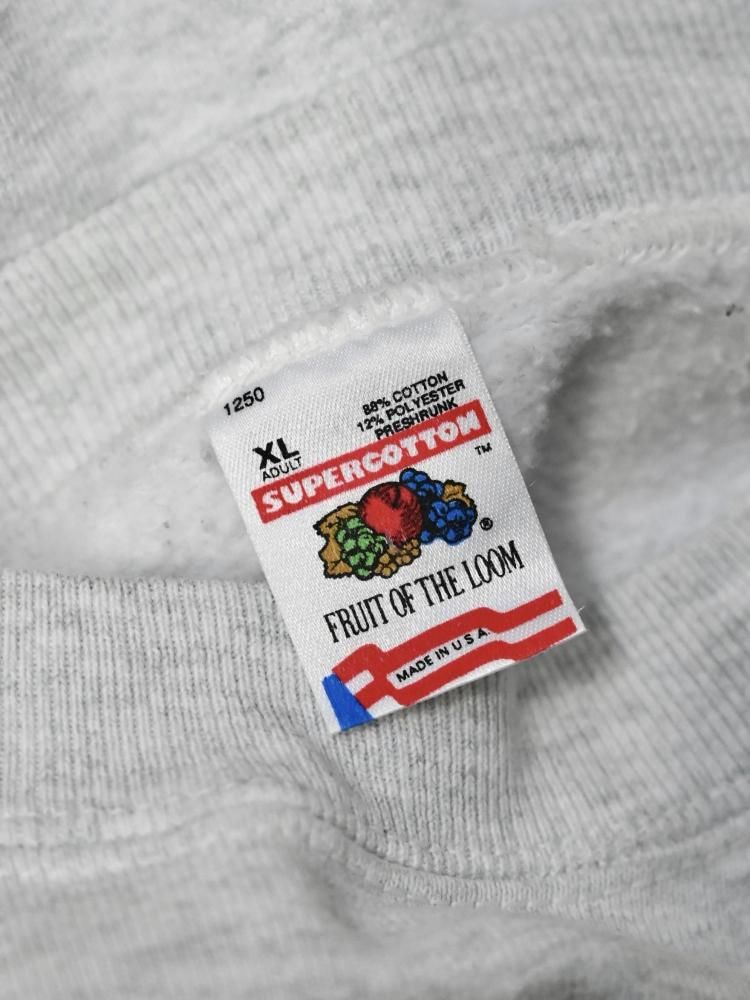 1250
88% COTTON
12% POLYESTER
PRESHRUNK
XL
ADULT
SUPERCOTTON
TM
®
FRUIT OF THE LOOM
MADE IN U S A.